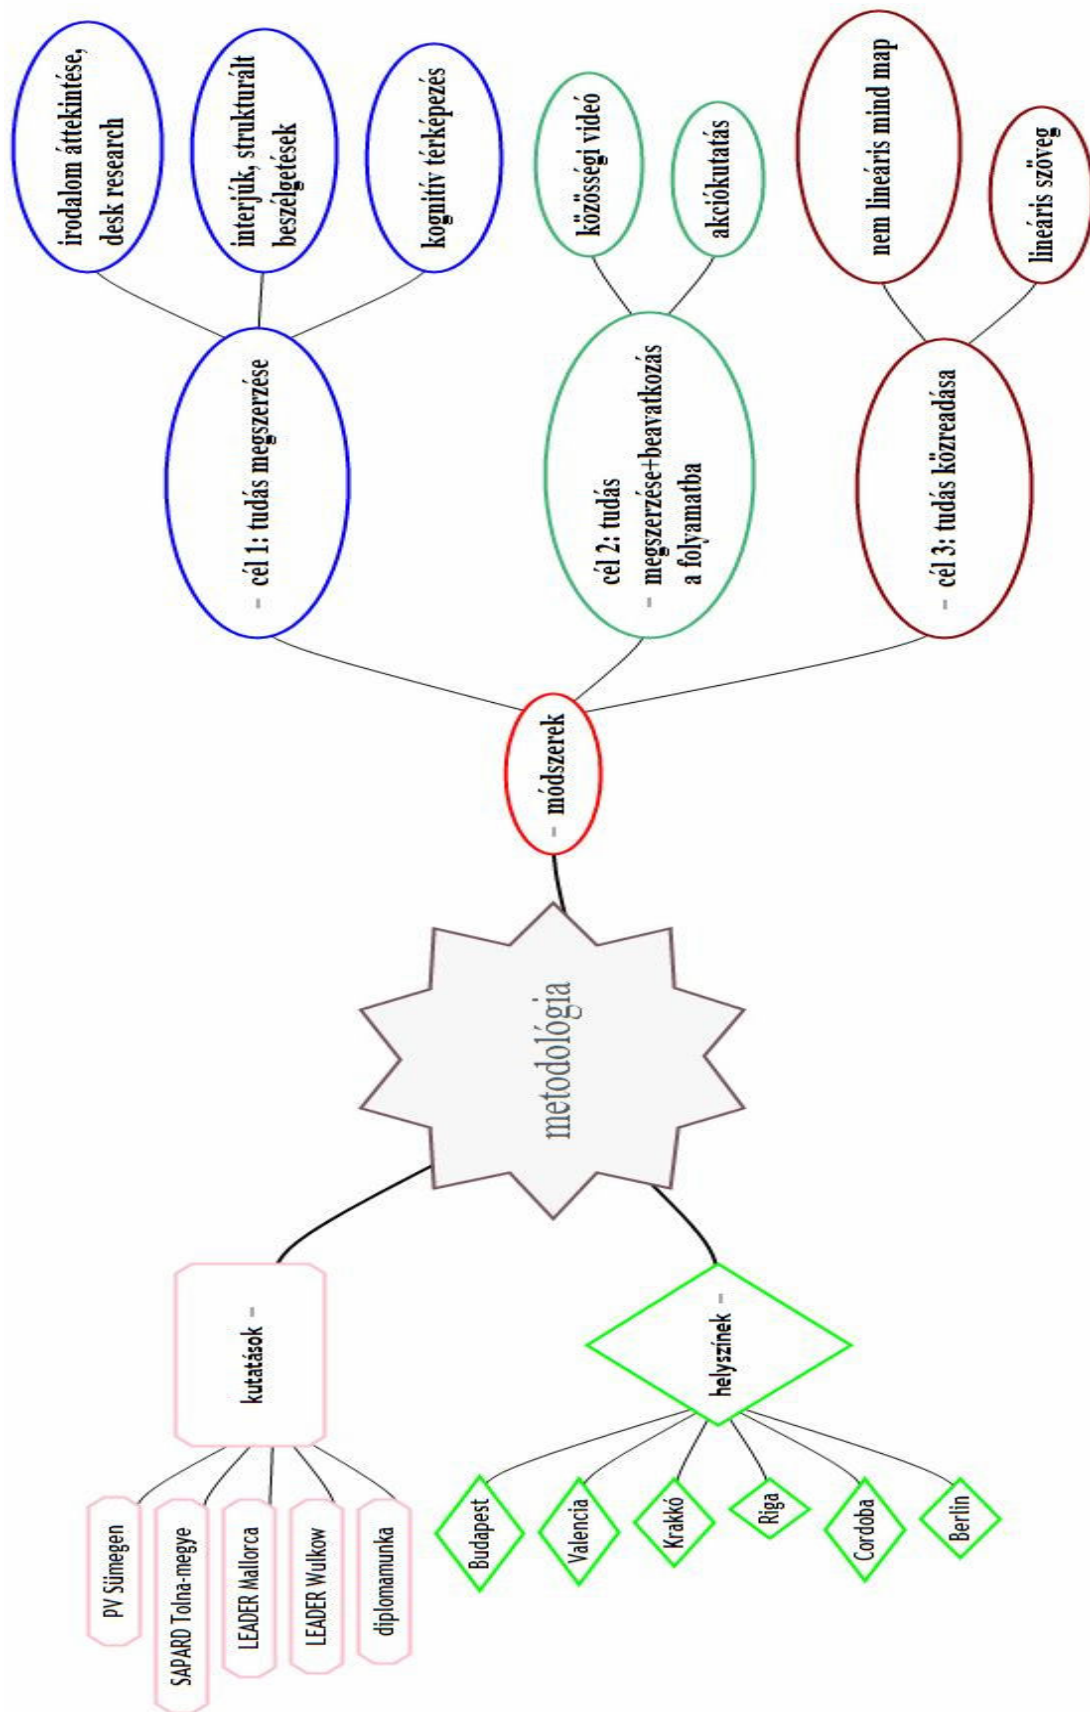 PV Sümegen
SAPARD Tolna-megye
LEADER Mallorca
LEADER Wulkow
diplomamunka
kutatások
Budapest
Valencia
Krakkó
Riga
Cordoba
Berlin
helyszínek
metodológia
módszerek
cél 1: tudás megszerzése
irodalom áttekintése,
desk research
interjúk, strukturált
beszélgetések
kognitív térképezés
cél 2: tudás
megszerzése+beavatkozás
a folyamatba
közösségi videó
akciókutatás
cél 3: tudás közreadása
nem lineáris mind map
lineáris szöveg